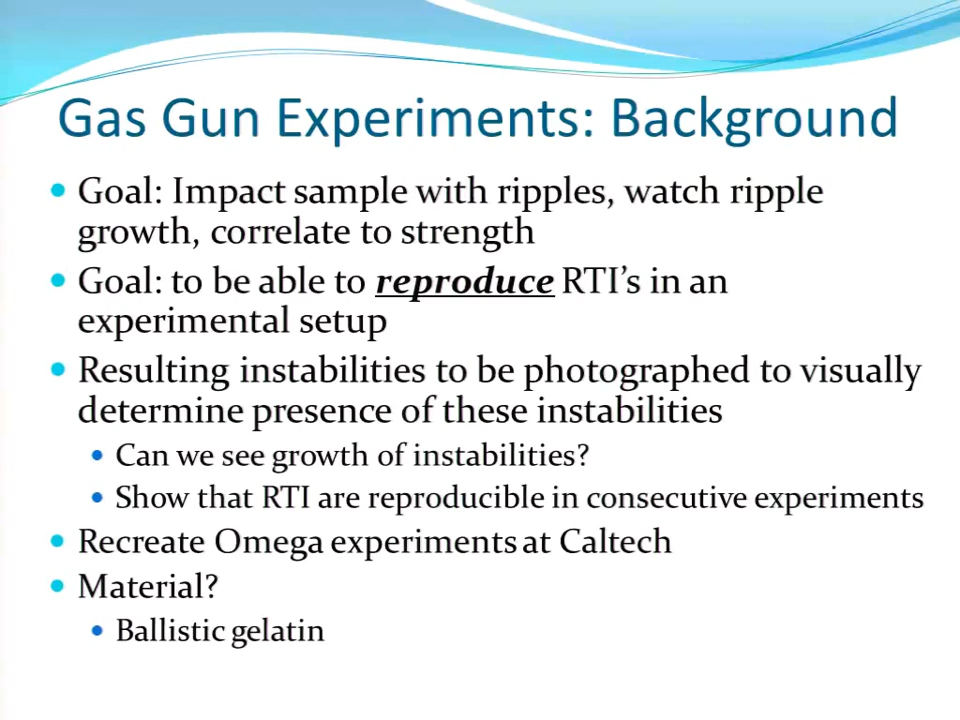 Gas Gun Experiments: Background
Goal: Impact sample with ripples, watch ripple
growth, correlate to strength
Goal: to be able to reproduce RTI’s in an
experimental setup
Resulting instabilities to be photographed to visually
determine presence of these instabilities
Can we see growth of instabilities?
Show that RTI are reproducible in consecutive experiments
Recreate Omega experiments at Caltech
Material?
Ballistic gelatin